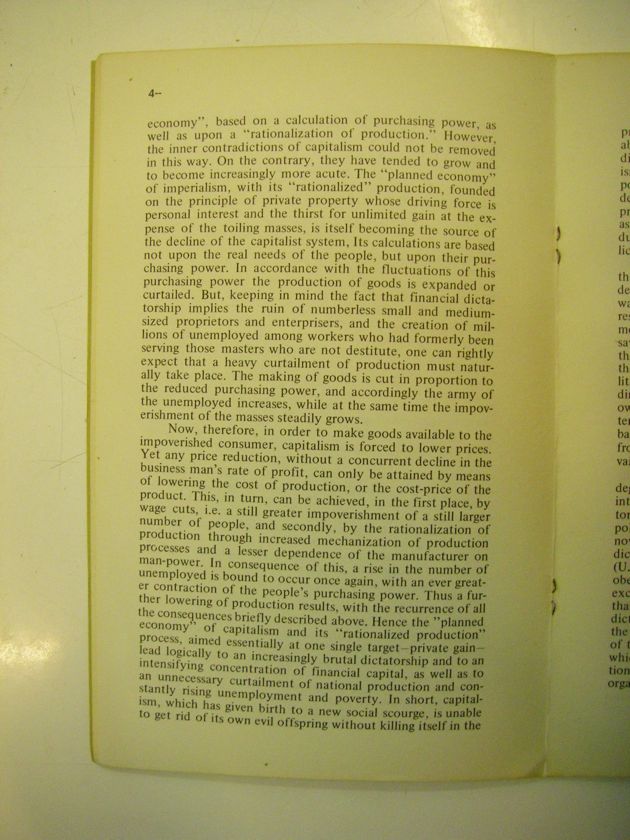 4--
economy", based on a calculation of purchasing power, as
well as upon a "rationalization of production." However,
the inner contradictions of capitalism could not be removed
in this way. On the contrary, they have tended to grow and
to become increasingly more acute. The "planned economy"
of imperialism, with its "rationalized" production, founded
on the principle of private property whose driving force is
personal interest and the thirst for unlimited gain at the ex-
pense of the toiling masses, is itself becoming the source of
the decline of the capitalist system, Its calculations are based
not upon the real needs of the people, but upon their pur-
chasing power. In accordance with the fluctuations of this
purchasing power the production of goods is expanded or
curtailed. But, keeping in mind the fact that financial dicta-
torship implies the ruin of numberless small and medium-
sized proprietors and enterprisers, and the creation of mil-
lions of unemployed among workers who had formerly been
serving those masters who are not destitute, one can rightly
expect that a heavy curtailment of production must natur-
ally take place. The making of goods is cut in proportion to
the reduced purchasing power, and accordingly the army of
the unemployed increases, while at the same time the impov-
erishment of the masses steadily grows.
Now, therefore, in order to make goods available to the
impoverished consumer, capitalism is forced to lower prices.
Yet any price reduction, without a concurrent decline in the
business man's rate of profit, can only be attained by means
of lowering the cost of production, or the cost-price of the
product. This, in turn, can be achieved, in the first place, by
wage cuts, i.e. a still greater impoverishment of a still larger
number of people, and secondly, by the rationalization of
production through increased mechanization of production
processes and a lesser dependence of the manufacturer on
man-power. In consequence of this, a rise in the number of
unemployed is bound to occur once again, with an ever great-
er contraction of the people's purchasing power. Thus a fur-
ther lowering of production results, with the recurrence of all
the consequences briefly described above. Hence the "planned
economy" of capitalism and its "rationalized production"
process, aimed essentially at one single target—private gain—
lead logically to an increasingly brutal dictatorship and to an
intensifying concentration of financial capital, as well as to
an unnecessary curtailment of national production and con-
stantly rising unemployment and poverty. In short, capital-
ism, which has given birth to a new social scourge, is unable
to get rid of its own evil offspring without killing itself in the